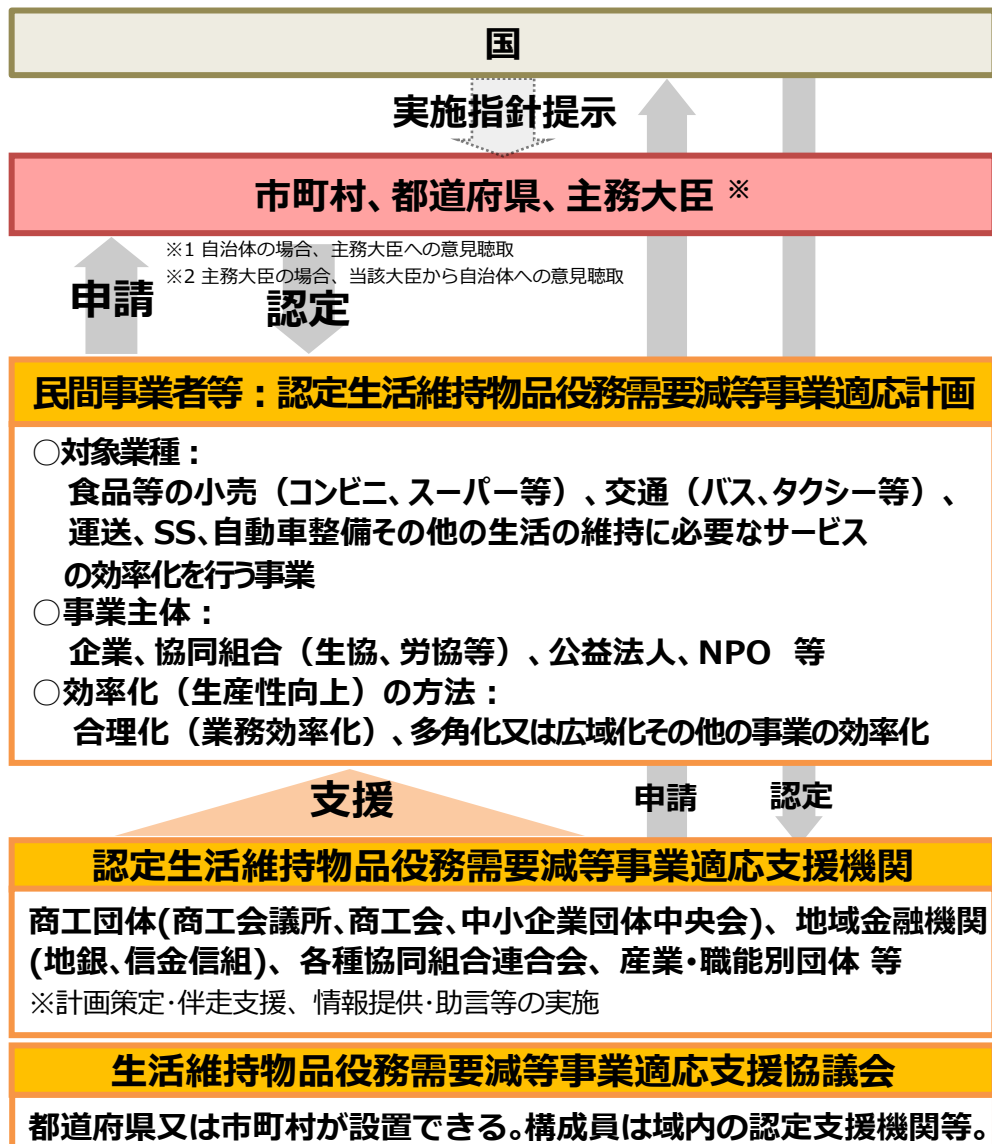 国
実施指針提示
市町村、都道府県、主務大臣 ※
※1 自治体の場合、主務大臣への意見聴取
※2 主務大臣の場合、当該大臣から自治体への意見聴取
申請
認定
民間事業者等：認定生活維持物品役務需要減等事業適応計画
○対象業種：
食品等の小売（コンビニ、スーパー等）、交通（バス、タクシー等）、
運送、SS、自動車整備その他の生活の維持に必要なサービス
の効率化を行う事業
○事業主体：
企業、協同組合（生協、労協等）、公益法人、NPO 等
○効率化（生産性向上）の方法：
合理化（業務効率化）、多角化又は広域化その他の事業の効率化
支援
申請
認定
認定生活維持物品役務需要減等事業適応支援機関
商工団体(商工会議所、商工会、中小企業団体中央会)、地域金融機関
(地銀、信金信組)、各種協同組合連合会、産業・職能別団体 等
※計画策定・伴走支援、情報提供・助言等の実施
生活維持物品役務需要減等事業適応支援協議会
都道府県又は市町村が設置できる。構成員は域内の認定支援機関等。